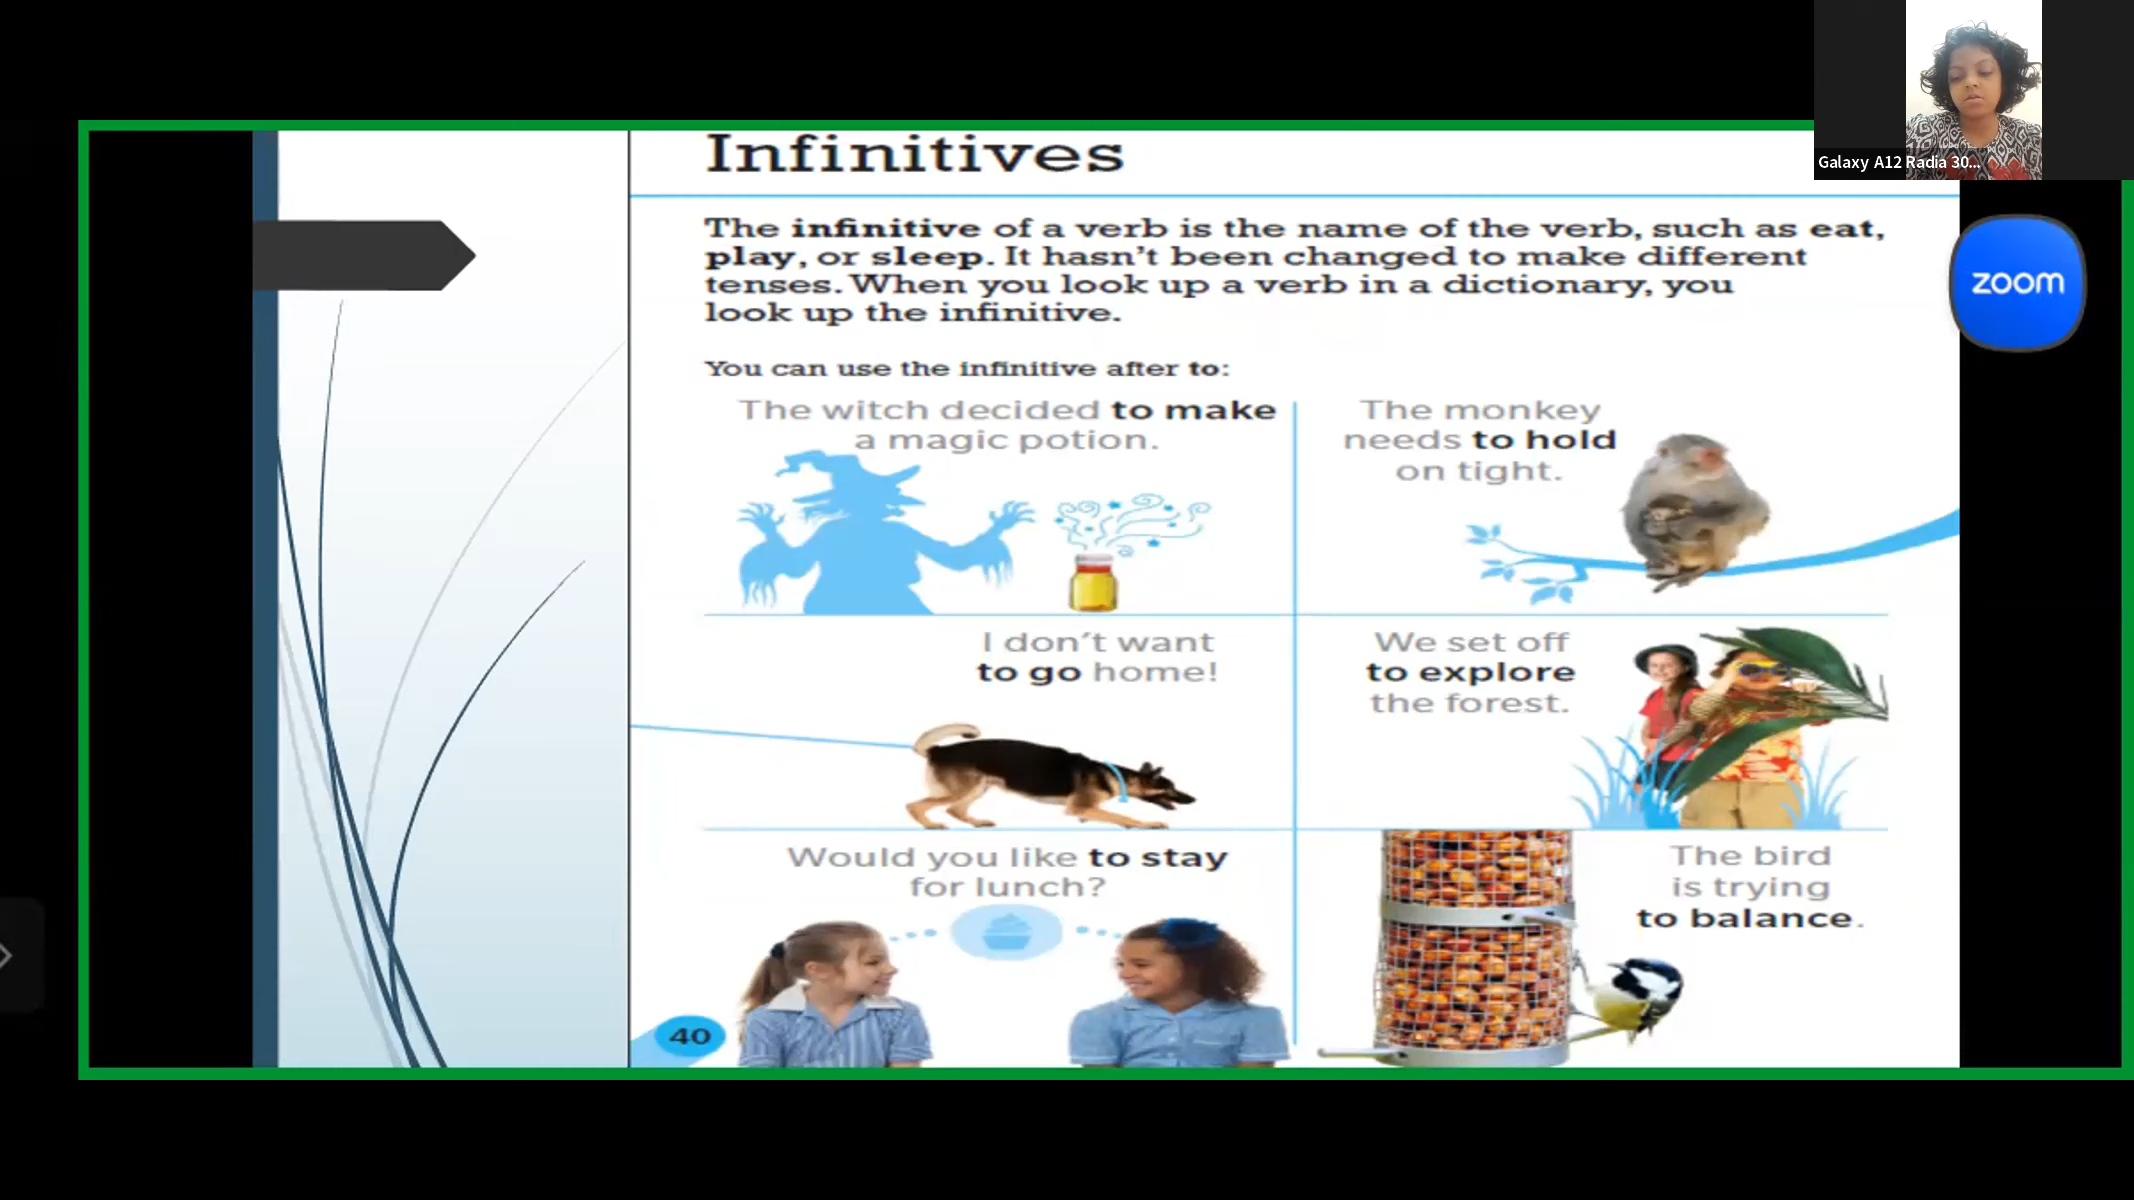 Infinitives
The infinitive of a verb is the name of the verb, such as eat,
play, or sleep. It hasn't been changed to make different
tenses. When you look up a verb in a dictionary, you
look up the infinitive.
You can use the infinitive after to:
The witch decided to make
a magic potion.
The monkey
needs to hold
on tight.
I don't want
to go home!
We set off
to explore
the forest.
Would you like to stay
for lunch?
The bird
is trying
to balance.
40
Galaxy A12 Radia 30...
zoom